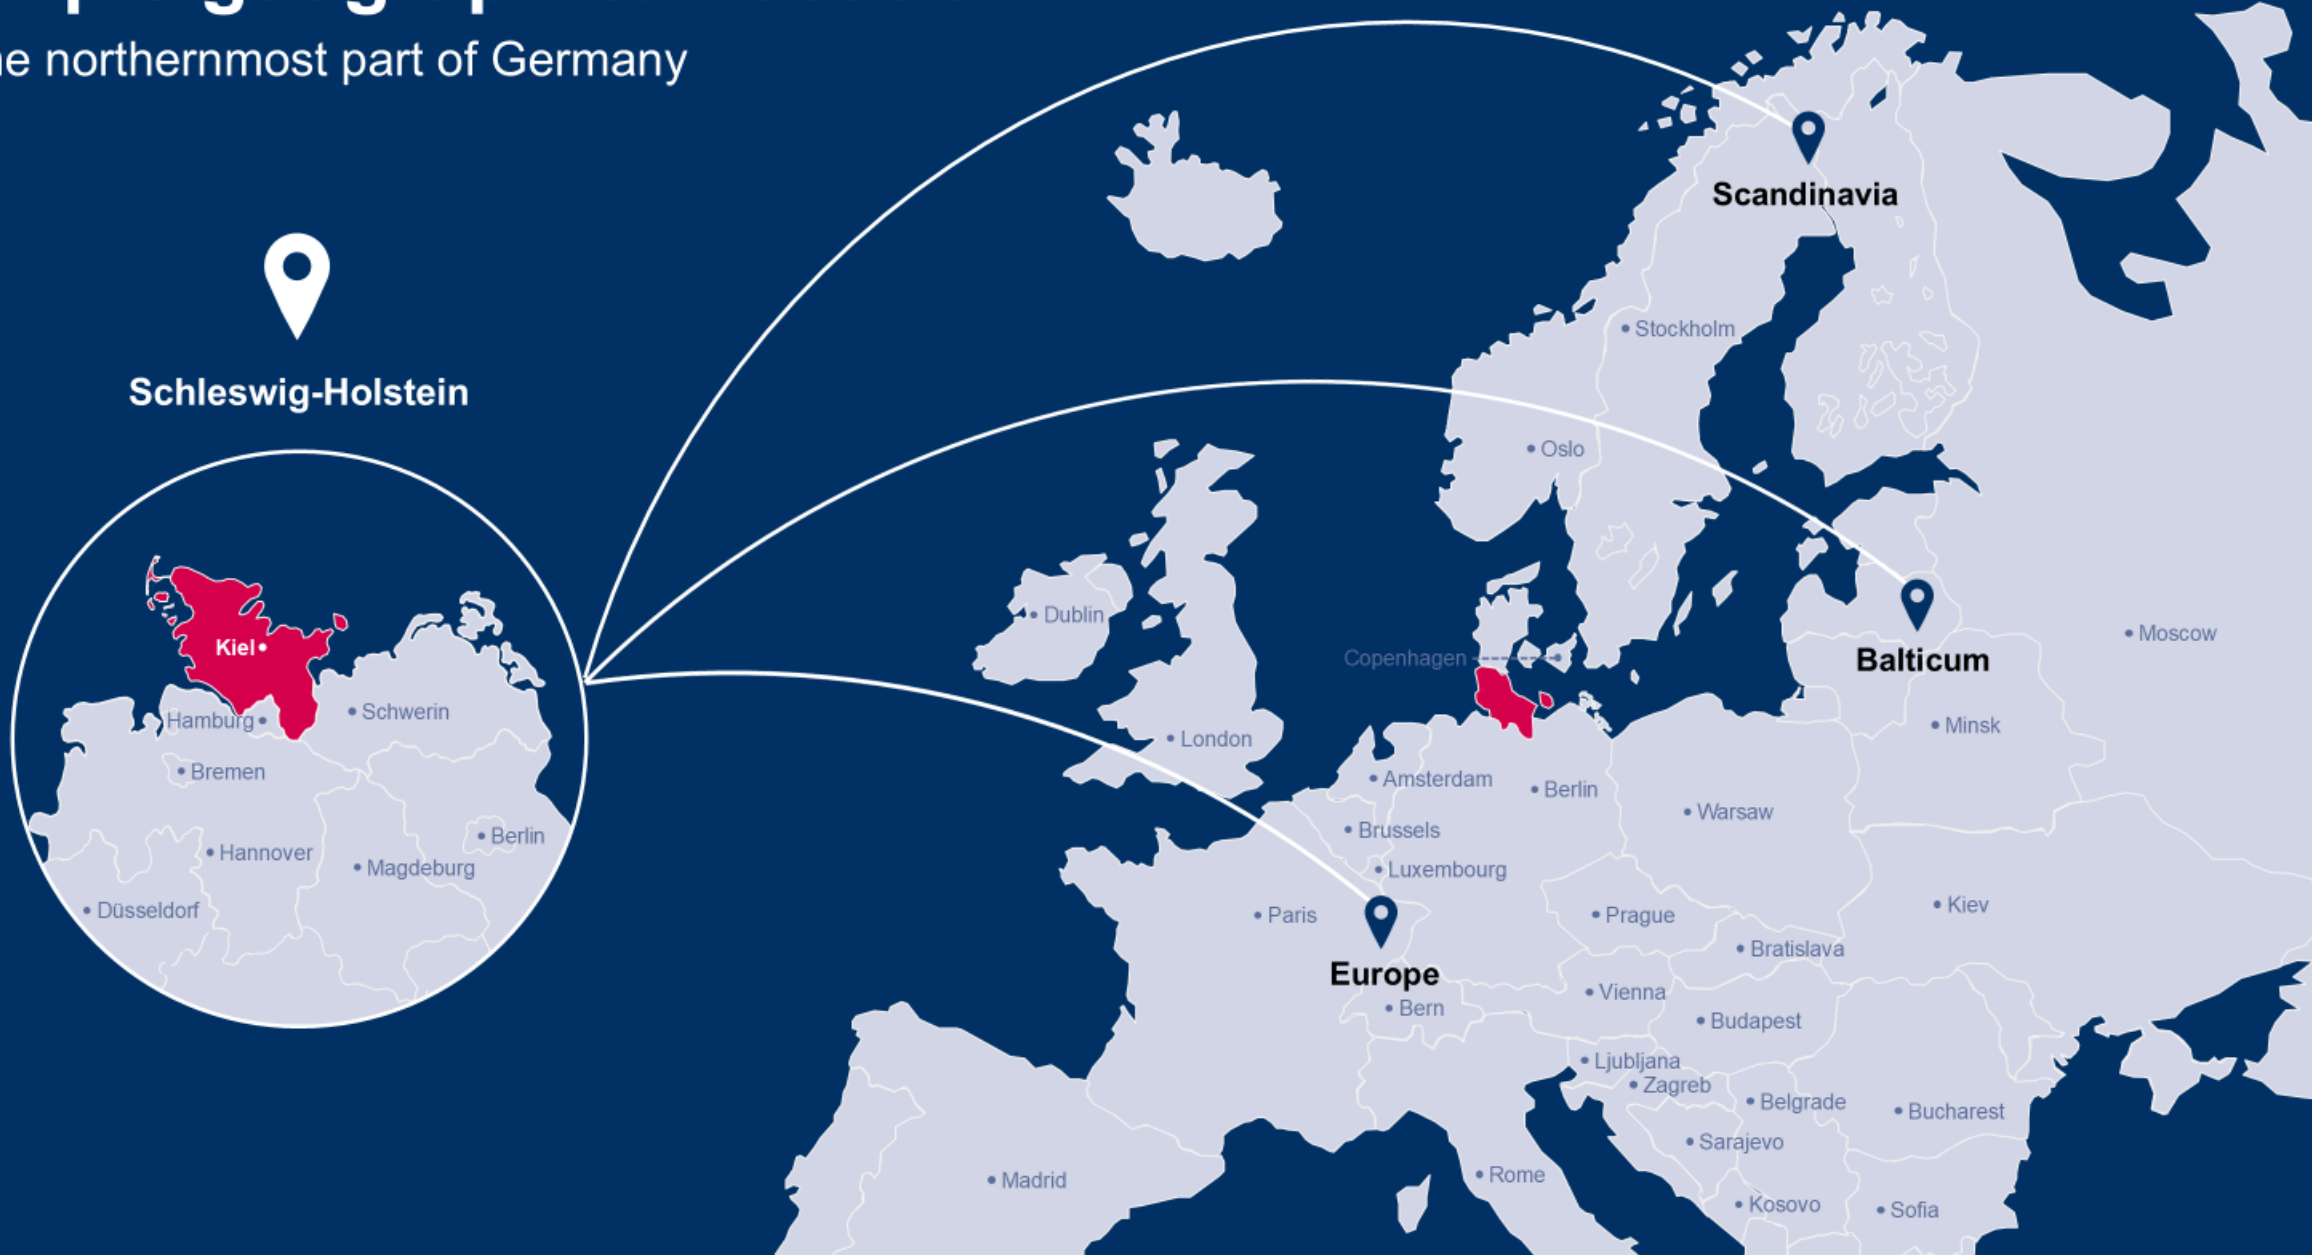 he northernmost part of Germany
Schleswig-Holstein
Kiel
Hamburg
Schwerin
Bremen
Hannover
Berlin
Magdeburg
Düsseldorf
Scandinavia
Stockholm
Oslo
Dublin
Copenhagen
Balticum
Moscow
Minsk
London
Amsterdam
Berlin
Warsaw
Brussels
Luxembourg
Paris
Prague
Kiev
Bratislava
Europe
Vienna
Bern
Budapest
Ljubljana
Zagreb
Belgrade
Bucharest
Sarajevo
Madrid
Rome
Kosovo
Sofia